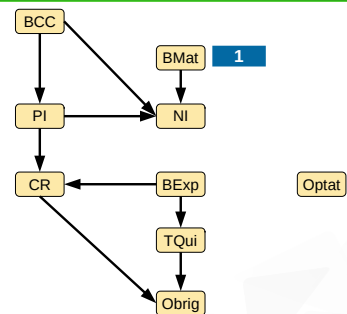 BCC
BMat 1
PI NI
CR BExp Optat
TQui
Obrig